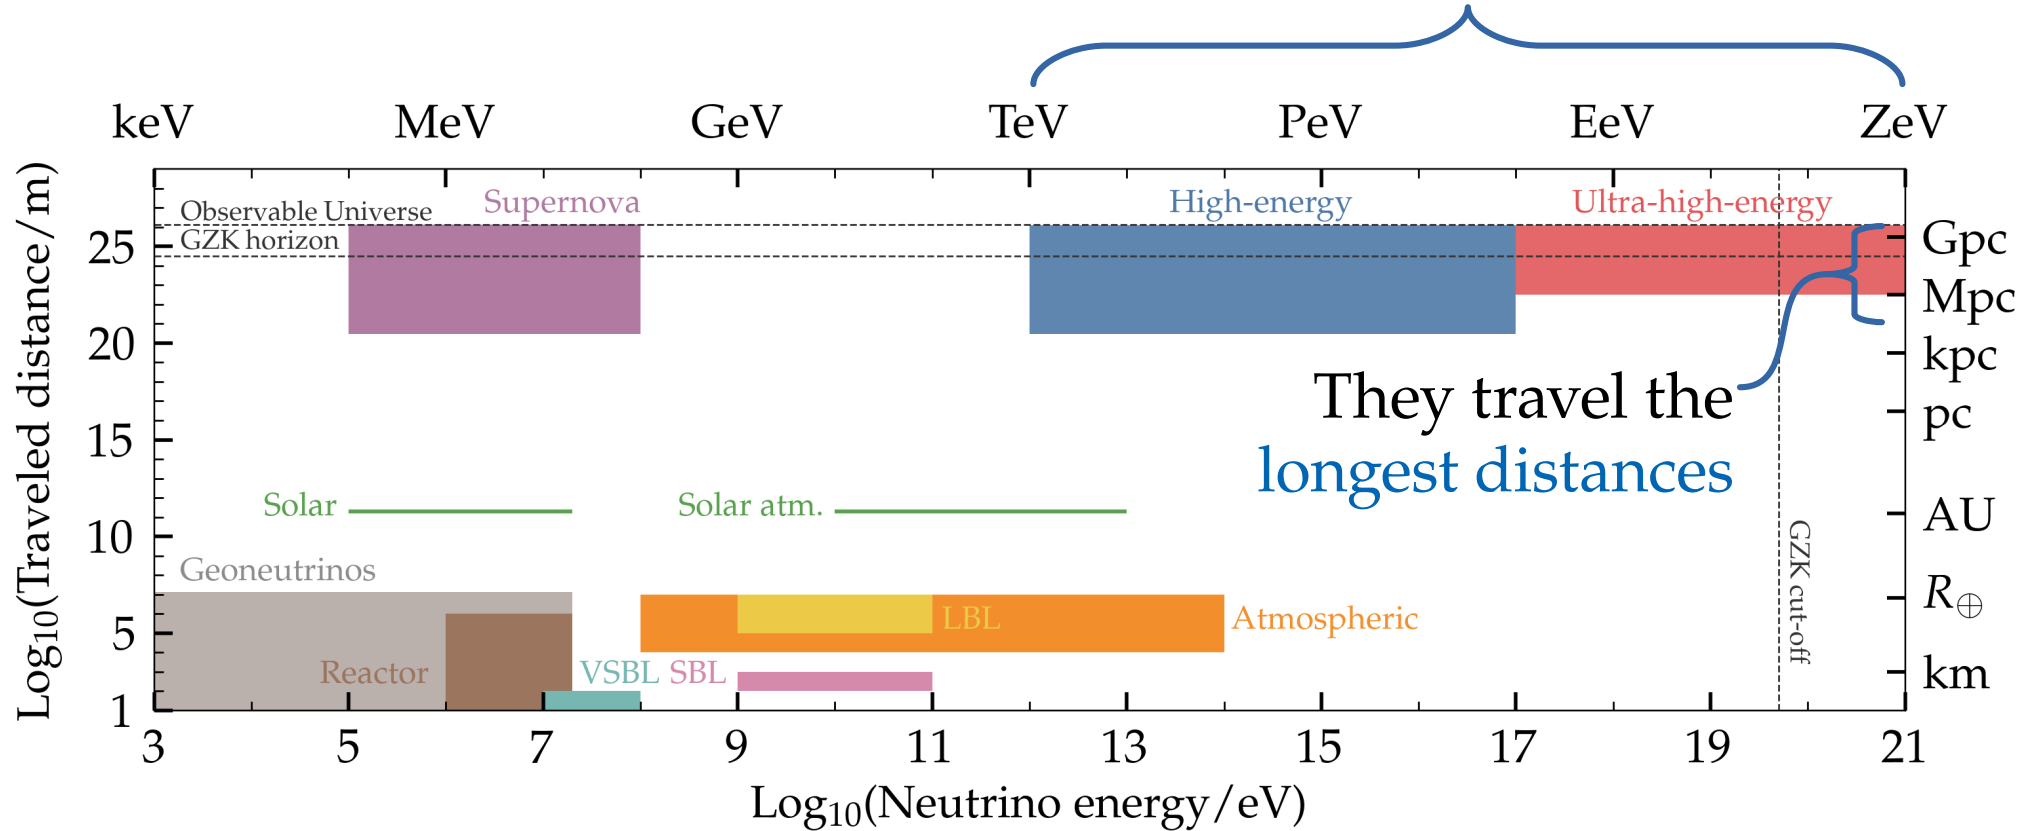 keV MeV GeV TeV PeV EeV ZeV
Log10(Traveled distance/m)
25
20
15
10
5
1
Observable Universe
GZK horizon
Supernova
High-energy
Ultra-high-energy
Gpc
Mpc
kpc
pc
AU
R⊕
km
They travel the
longest distances
Solar
Solar atm.
GZK cut-off
Geoneutrinos
LBL
Atmospheric
Reactor
VSBL
SBL
3 5 7 9 11 13 15 17 19 21
Log10(Neutrino energy/eV)